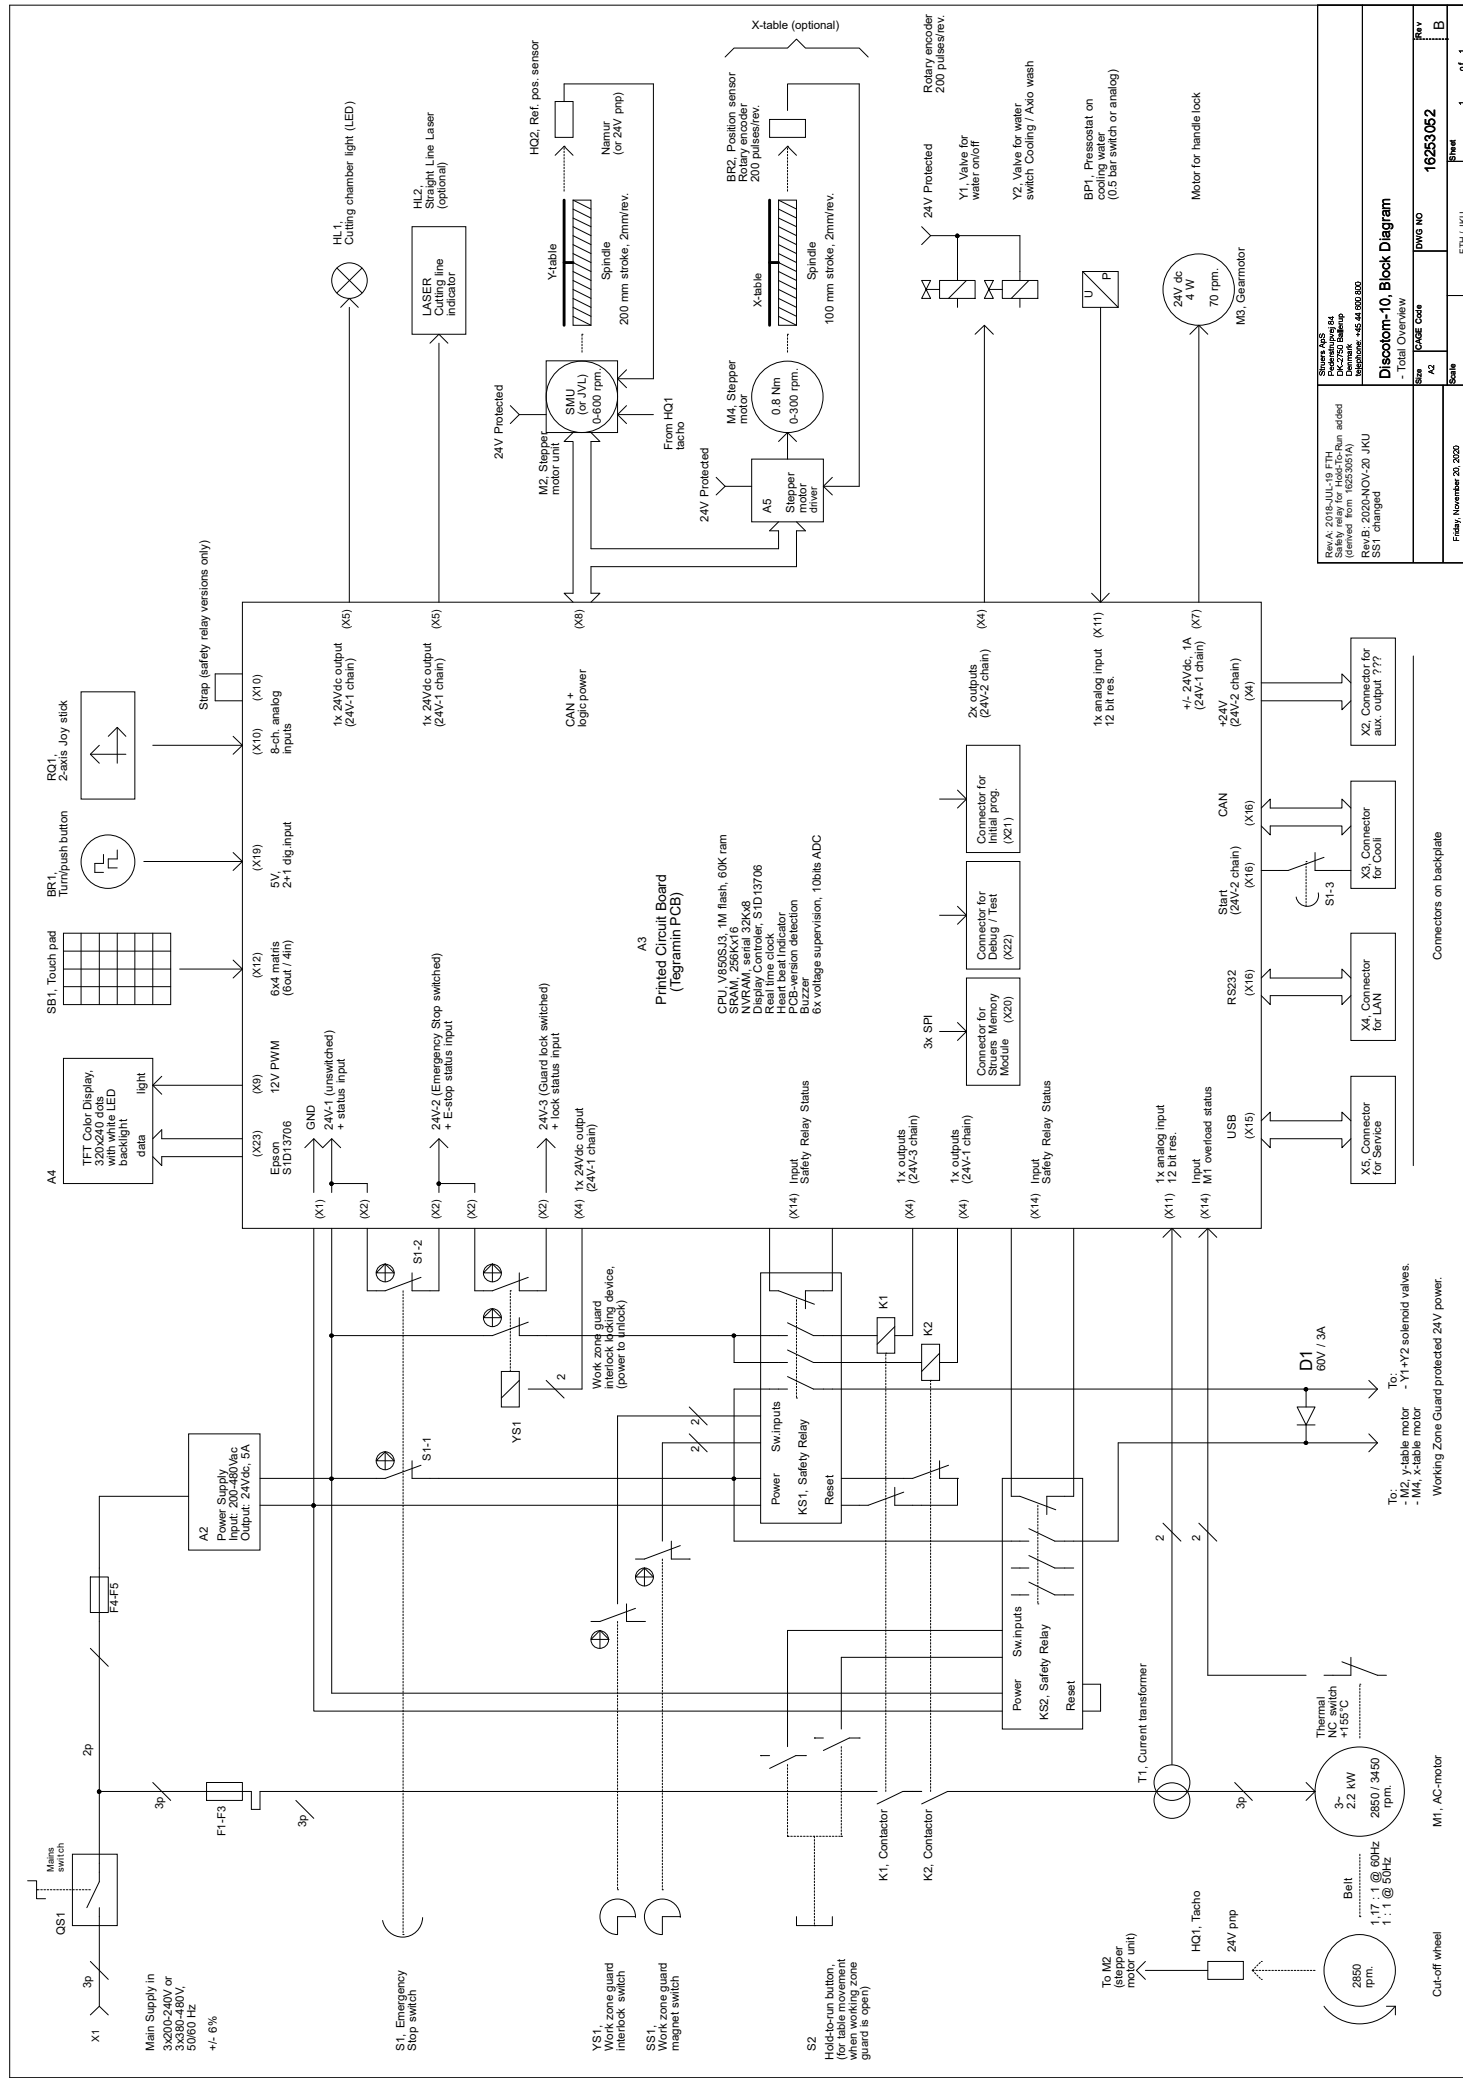 X1
Main Supply in
3x200-240V or
3x380-480V,
50/60 Hz
+/- 6%
3p
QS1
Mains
switch
3p
2p
F1-F3
3p
F4-F5
A2
Power Supply
Input: 200-480Vac
Output: 24Vdc, 5A
A4
TFT Color Display,
320x240 dots
with white LED
backlight
data
light
SB1, Touch pad
BR1,
Turn/push button
RQ1,
2-axis Joy stick
Strap (safety relay versions only)
(X23)
Epson
S1D13706
(X9)
12V PWM
(X12)
6x4 matris
(6out / 4in)
(X19)
5V,
2+1 dig.input
(X10)
8-ch. analog
inputs
(X10)
(X1)
GND
24V-1 (unswitched)
+ status input
(X2)
(X2)
24V-2 (Emergency Stop switched)
+ E-stop status input
(X2)
(X2)
24V-3 (Guard lock switched)
+ lock status input
(X4)
1x 24Vdc output
(24V-1 chain)
S1, Emergency
Stop switch
S1-1
S1-2
YS1
2
Work zone guard
interlock locking device,
(power to unlock)
YS1,
Work zone guard
interlock switch
SS1,
Work zone guard
magnet switch
2
2
Power
Sw.inputs
KS1, Safety Relay
Reset
(X14)
Input
Safety Relay Status
K1
K2
(X4)
1x outputs
(24V-3 chain)
(X4)
1x outputs
(24V-1 chain)
S2
Hold-to-run button,
(for table movement
when working zone
guard is open)
K1, Contactor
K2, Contactor
Power
Sw.inputs
KS2, Safety Relay
Reset
(X14)
Input
Safety Relay Status
T1, Current transformer
3p
2
2
(X11)
1x analog input
12 bit res.
(X14)
Input
M1 overload status
Thermal
NC switch
+155°C
3~
2.2 kW
2850 / 3450
rpm.
M1, AC-motor
Belt
1,17 : 1 @ 60Hz
1 : 1 @ 50Hz
2850
rpm.
Cut-off wheel
HQ1, Tacho
24V pnp
To M2
(stepper
motor unit)
D1
60V / 3A
To:
- M2, y-table motor
- M4, x-table motor
To:
- Y1+Y2 solenoid valves.
Working Zone Guard protected 24V power.
A3
Printed Circuit Board
(Tegramin PCB)
CPU, V850SJ3, 1M flash, 60K ram
SRAM, 256Kx16
NVRAM, serial 32Kx8
Display Controler, S1D13706
Real time clock
Heart beat Indicator
PCB-version detection
Buzzer
6x voltage supervision, 10bits ADC
3x SPI
Connector for
Struers Memory
Module (X20)
Connector for
Debug / Test
(X22)
Connector for
Initial prog.
(X21)
1x 24Vdc output
(24V-1 chain)
(X5)
1x 24Vdc output
(24V-1 chain)
(X5)
CAN +
logic power
(X8)
2x outputs
(24V-2 chain)
(X4)
1x analog input
12 bit res.
(X11)
+/- 24Vdc, 1A
(24V-1 chain)
(X7)
HL1,
Cutting chamber light (LED)
LASER
Cutting line
indicator
HL2,
Straight Line Laser
(optional)
24V Protected
M2, Stepper
motor unit
SMU
(or JVL)
0-600 rpm.
From HQ1
tacho
Y-table
Spindle
200 mm stroke, 2mm/rev.
HQ2, Ref. pos. sensor
Namur
(or 24V pnp)
24V Protected
A5
Stepper
motor
driver
M4, Stepper
motor
0.8 Nm
0-300 rpm.
X-table
Spindle
100 mm stroke, 2mm/rev.
BR2, Position sensor
Rotary encoder
200 pulses/rev.
X-table (optional)
Rotary encoder
200 pulses/rev.
24V Protected
Y1, Valve for
water on/off
Y2, Valve for water
switch Cooling / Axio wash
U
P
BP1, Pressostat on
cooling water
(0.5 bar switch or analog)
24V dc
4 W
70 rpm.
M3, Gearmotor
Motor for handle lock
USB
(X15)
RS232
(X16)
Start
(24V-2 chain)
(X16)
CAN
(X16)
+24V
(24V-2 chain)
(X4)
S1-3
X5, Connector
for Service
X4, Connector
for LAN
X3, Connector
for Cooli
X2, Connector for
aux. output ???
Connectors on backplate
Rev.A: 2018-JUL-19 FTH
Safety relay for Hold-To-Run added
(derived from 16253051A)
Rev.B: 2020-NOV-20 JKU
SS1 changed
Struers ApS
Pederstrupvej 84
DK-2750 Ballerup
Denmark
telephone: +45 44 600 800
Discotom-10, Block Diagram
- Total Overview
Size
A2
CAGE Code
DWG NO
16253052
Rev
B
Friday, November 20, 2020
Scale
Sheet
1 of 1